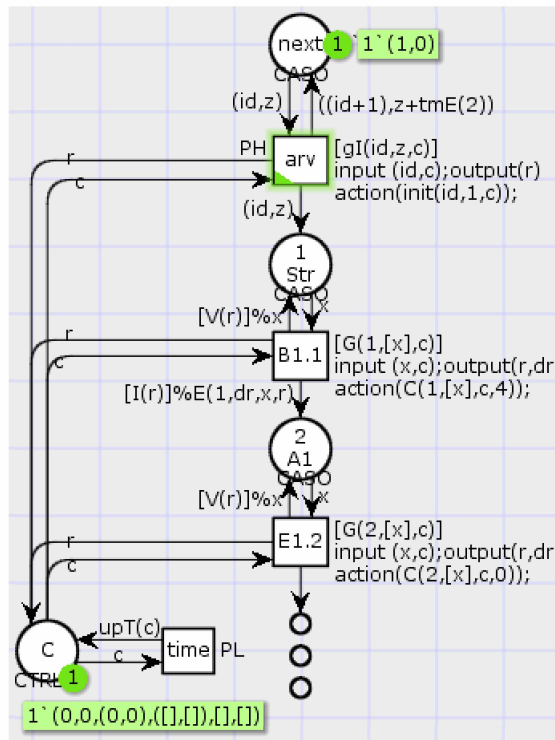 next 1 1`(1,0)
CASO
(id,z) ((id+1),z+tmE(2))
r PH arv [gI(id,z,c)]
c input (id,c);output(r)
action(init(id,1,c));
(id,z)
1
Str
CASO
[V(r)]%x x
r B1.1 [G(1,[x],c)]
c input (x,c);output(r,dr
action(C(1,[x],c,4));
[I(r)]%E(1,dr,x,r)
2
A1
CASO
[V(r)]%x x
r E1.2 [G(2,[x],c)]
c input (x,c);output(r,dr
action(C(2,[x],c,0));
upT(c)
C c time PL
CTRL 1
1`(0,0,(0,0),([],[]),[],[])